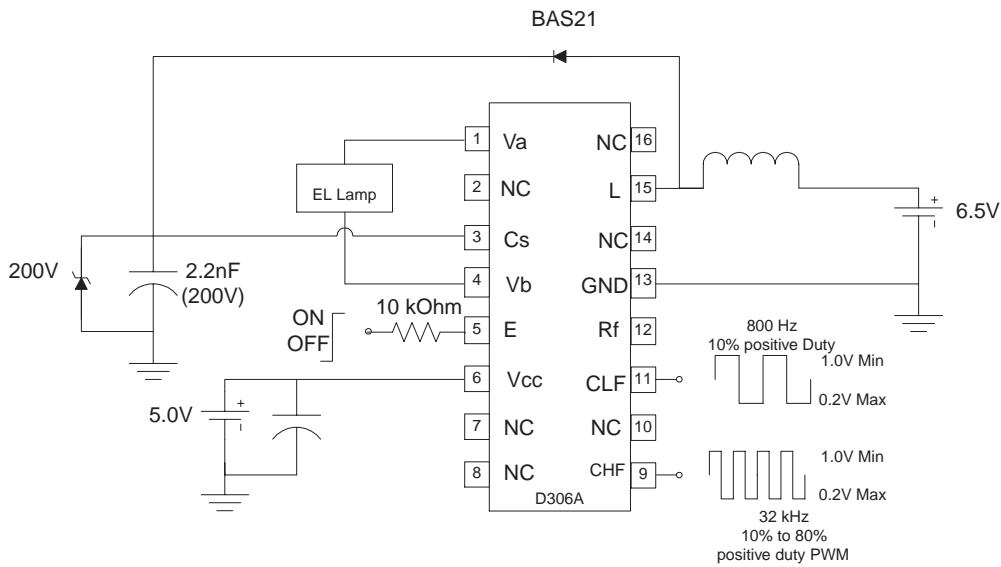 BAS21
1
Va
NC
16
EL Lamp
2
NC
L
15
6.5V
+
3
Cs
NC
14
200V
2.2nF
(200V)
4
Vb
GND
13
ON
OFF
10 kOhm
5
E
Rf
12
800 Hz
10% positive Duty
1.0V Min
0.2V Max
6
Vcc
CLF
11
5.0V
+
7
NC
NC
10
8
NC
CHF
9
1.0V Min
0.2V Max
D306A
32 kHz
10% to 80%
positive duty PWM